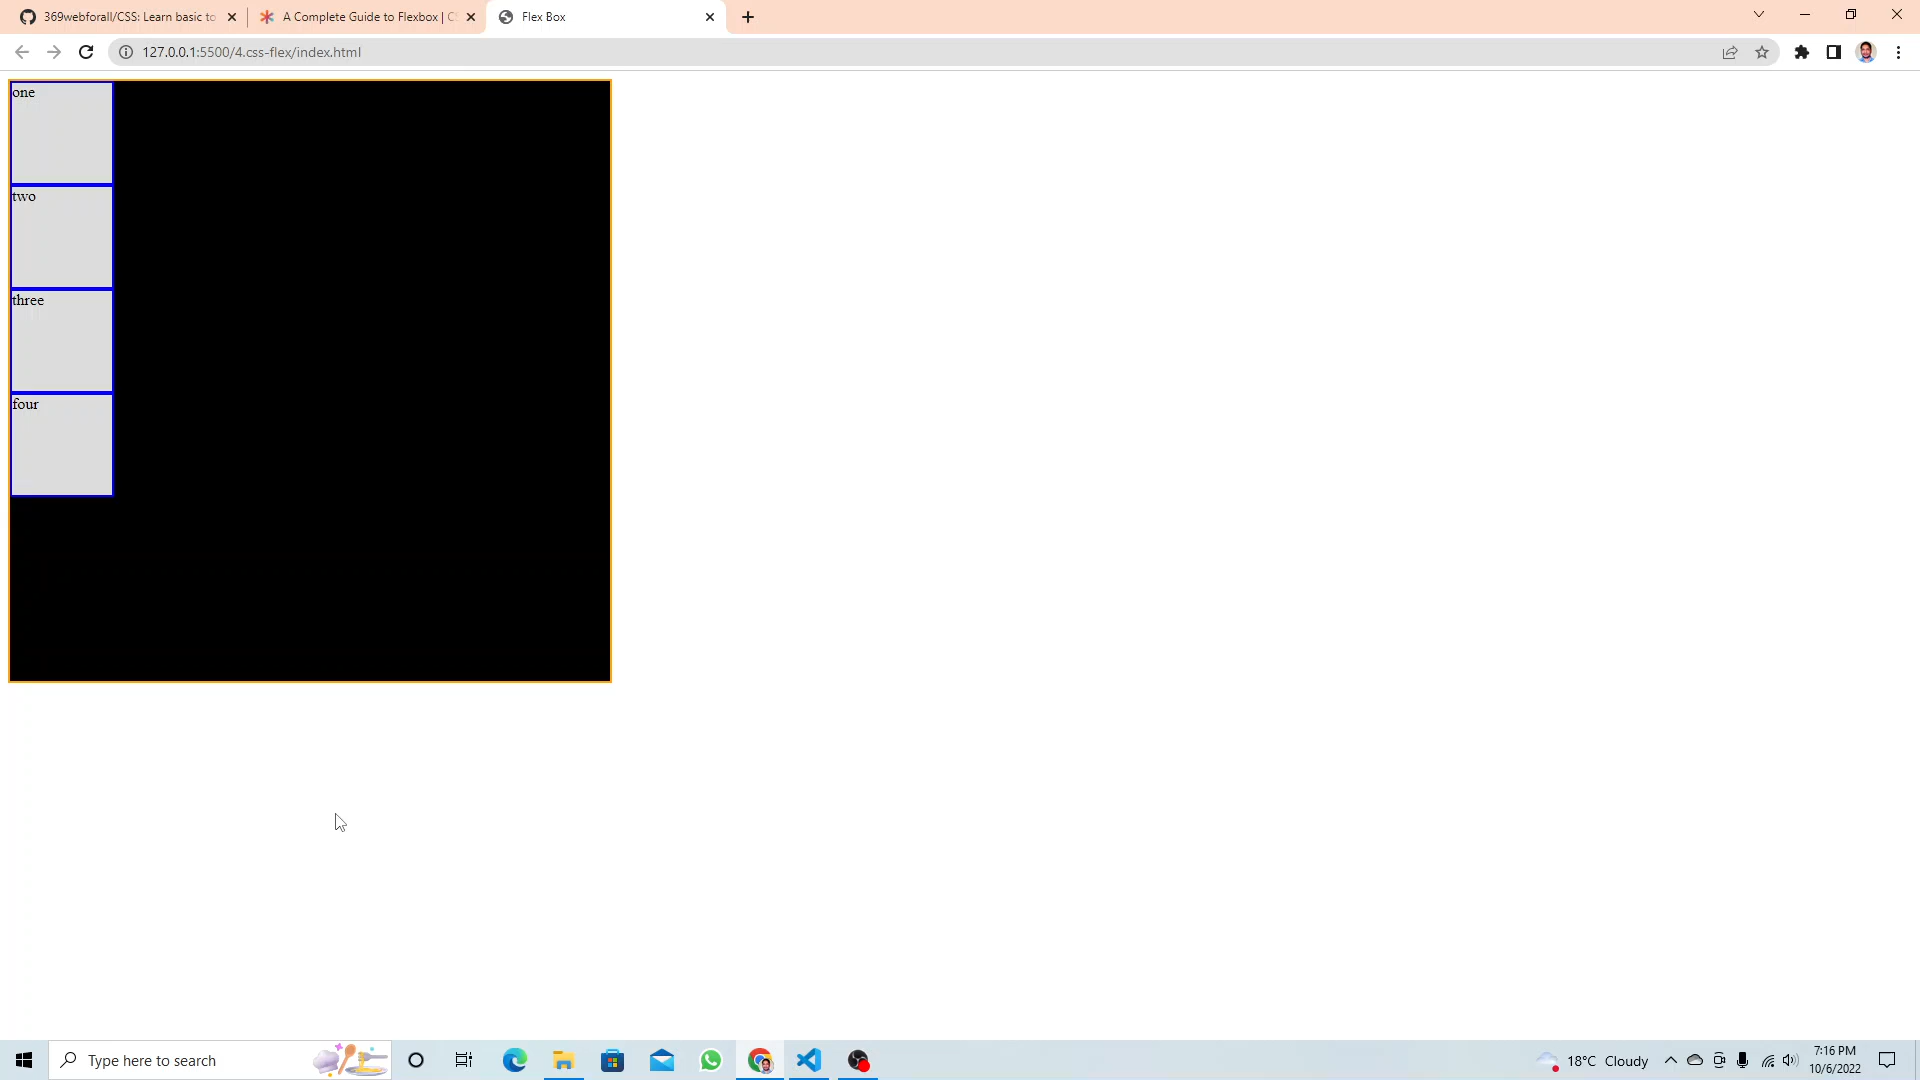 369webforall/CSS: Learn basic to
A Complete Guide to Flexbox | CS
Flex Box
127.0.0.1:5500/4.css-flex/index.html
one
two
three
four
Type here to search
18°C Cloudy
7:16 PM
10/6/2022